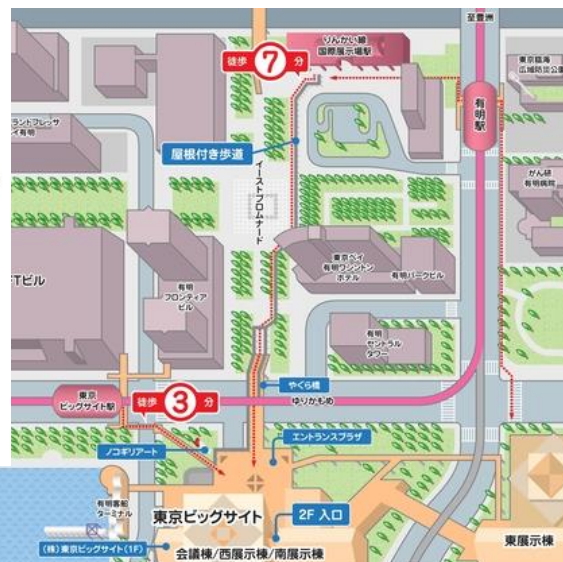 至豊洲
りんかい線
国際展示場駅
徒歩 7 分
東京臨海
広域防災公園
有明駅
屋根付き歩道
イーストプロムナード
がん研
有明病院
東京ベイ
有明ワシントン
ホテル
有明パークビル
TFTビル
有明
フロンティア
ビル
有明
セントラル
タワー
やぐら橋
東京
ビッグサイト駅
徒歩 3 分
ゆりかもめ
ノコギリアート
エントランスプラザ
有明客船
ターミナル
東京ビッグサイト
2F 入口
東展示棟
(株)東京ビッグサイト(1F)
会議棟/西展示棟/南展示棟